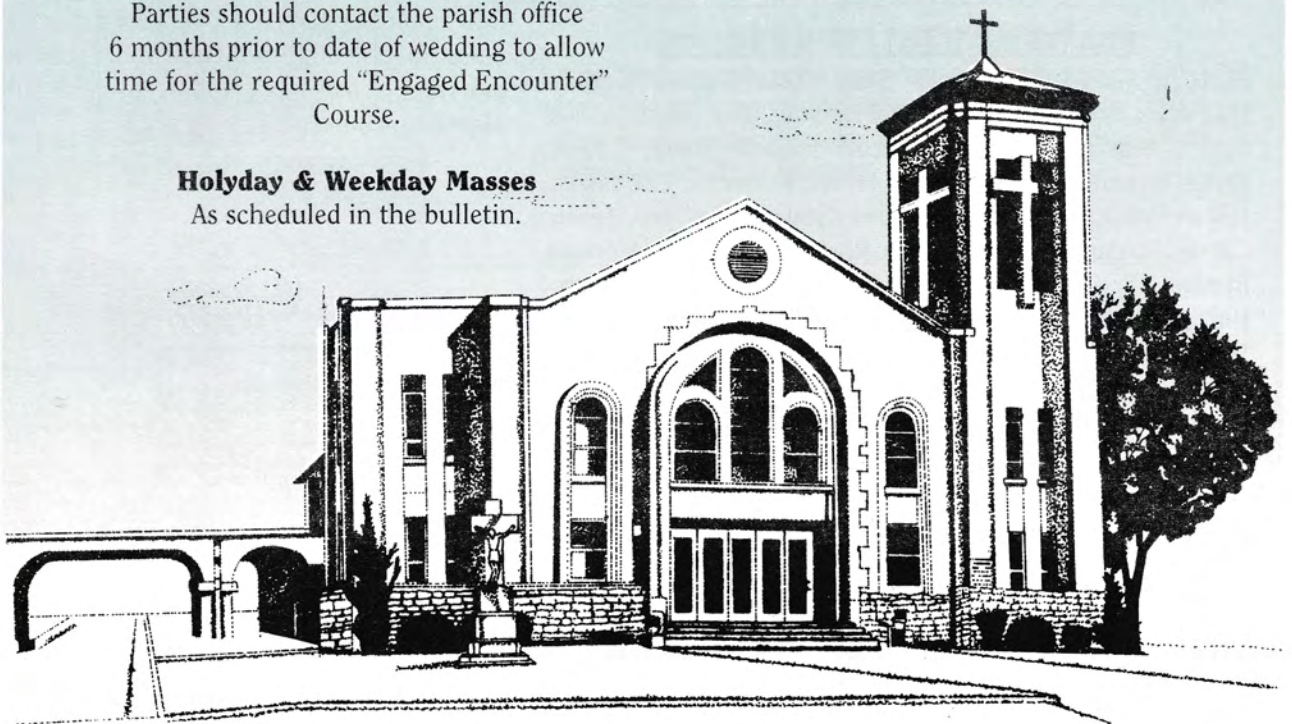 Parties should contact the parish office
6 months prior to date of wedding to allow
time for the required “Engaged Encounter”
Course.
Holyday & Weekday Masses
As scheduled in the bulletin.